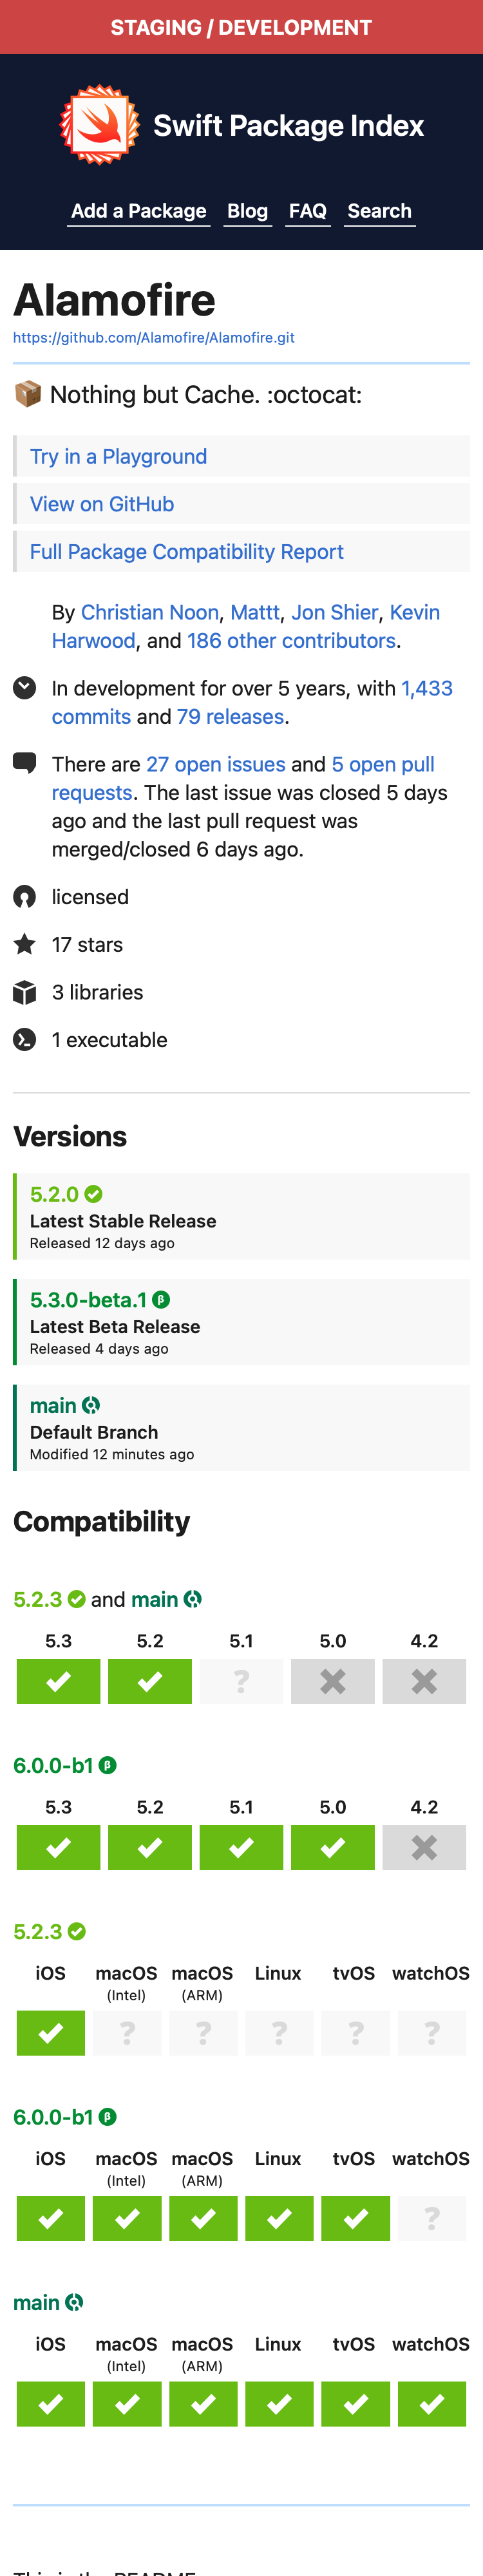 STAGING / DEVELOPMENT
Swift Package Index
Add a Package Blog FAQ Search
Alamofire
https://github.com/Alamofire/Alamofire.git
📦 Nothing but Cache. :octocat:
Try in a Playground
View on GitHub
Full Package Compatibility Report
By Christian Noon, Mattt, Jon Shier, Kevin
Harwood, and 186 other contributors.
In development for over 5 years, with 1,433
commits and 79 releases.
There are 27 open issues and 5 open pull
requests. The last issue was closed 5 days
ago and the last pull request was
merged/closed 6 days ago.
licensed
17 stars
3 libraries
1 executable
Versions
5.2.0
Latest Stable Release
Released 12 days ago
5.3.0-beta.1 β
Latest Beta Release
Released 4 days ago
main
Default Branch
Modified 12 minutes ago
Compatibility
5.2.3 and main
5.3 5.2 5.1 5.0 4.2
?
6.0.0-b1 β
5.3 5.2 5.1 5.0 4.2
5.2.3
iOS macOS macOS Linux tvOS watchOS
(Intel) (ARM)
? ? ? ? ?
6.0.0-b1 β
iOS macOS macOS Linux tvOS watchOS
(Intel) (ARM)
?
main
iOS macOS macOS Linux tvOS watchOS
(Intel) (ARM)
This is the README